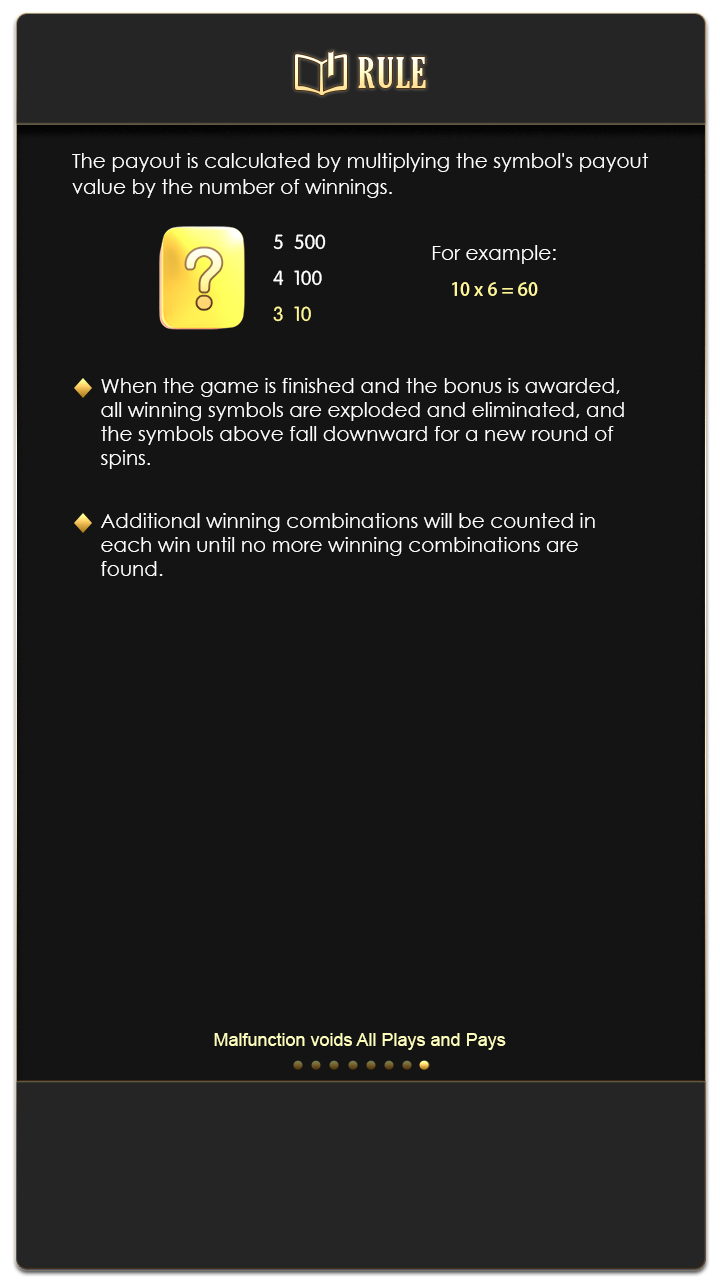 RULE
The payout is calculated by multiplying the symbol's payout
value by the number of winnings.
?
5 500
4 100
3 10
For example:
10 x 6 = 60
When the game is finished and the bonus is awarded,
all winning symbols are exploded and eliminated, and
the symbols above fall downward for a new round of
spins.
Additional winning combinations will be counted in
each win until no more winning combinations are
found.
Malfunction voids All Plays and Pays